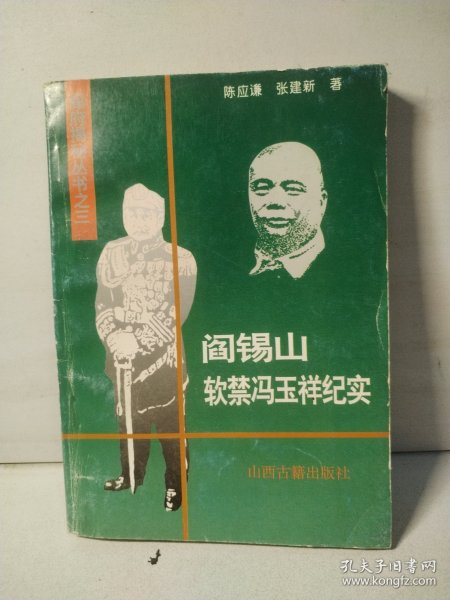 陈应谦 张建新 著
丛书之三
阎锡山
软禁冯玉祥纪实
山西古籍出版社
孔夫子旧书网
www.kongfz.com